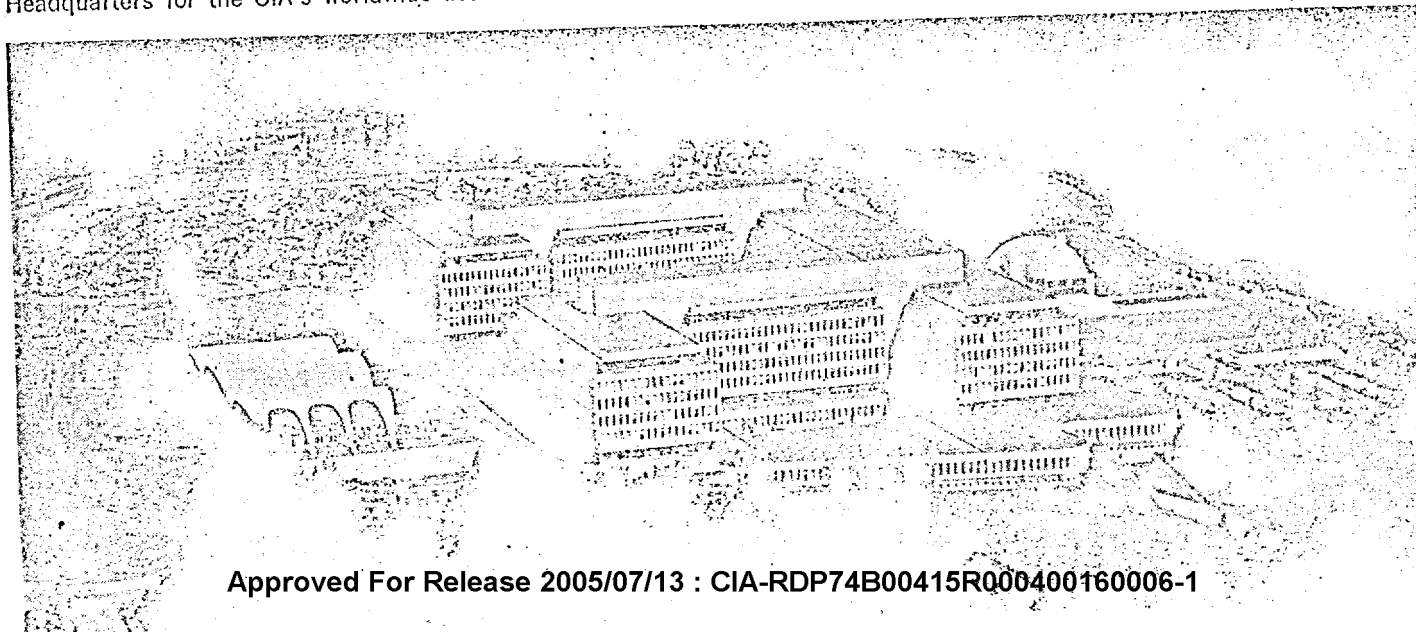 Headquarters for the CIA's worldwide
Approved For Release 2005/07/13 : CIA-RDP74B00415R000400160006-1